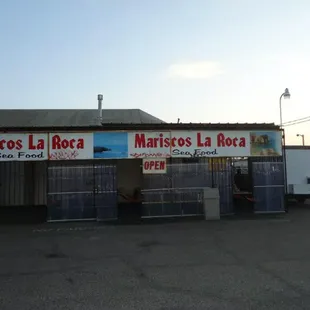 cos La Roca
Sea Food
Mariscos La Roca
Sea Food
OPEN